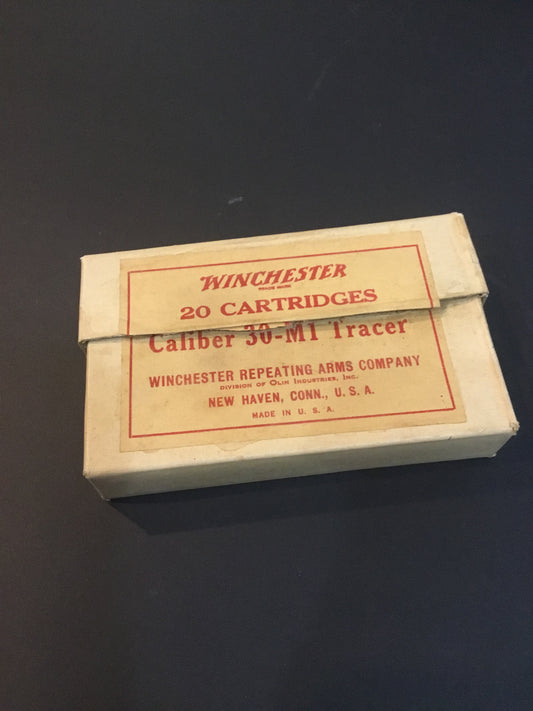 WINCHESTER
TRADE MARK
20 CARTRIDGES
Caliber 30-M1 Tracer
WINCHESTER REPEATING ARMS COMPANY
DIVISION OF OLIN INDUSTRIES, INC.
NEW HAVEN, CONN., U. S. A.
MADE IN U. S. A.